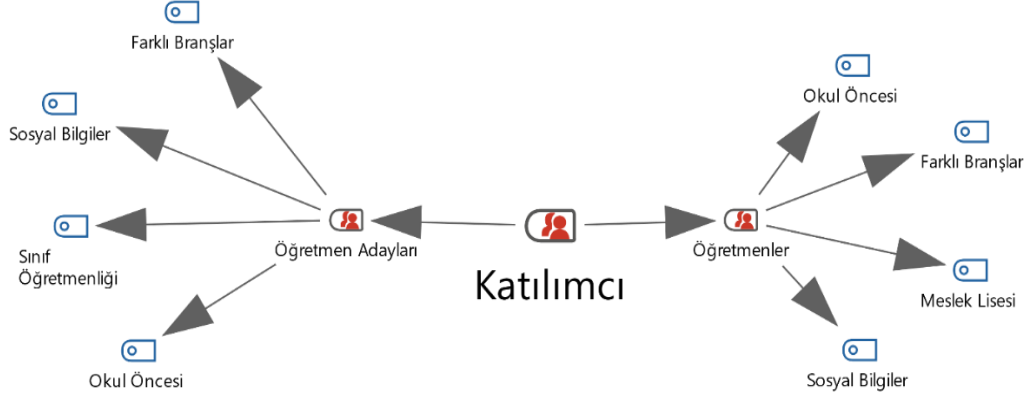 Farklı Branşlar
Okul Öncesi
Sosyal Bilgiler
Farklı Branşlar
Sınıf
Öğretmenliği
Öğretmen Adayları
Katılımcı
Öğretmenler
Meslek Lisesi
Okul Öncesi
Sosyal Bilgiler